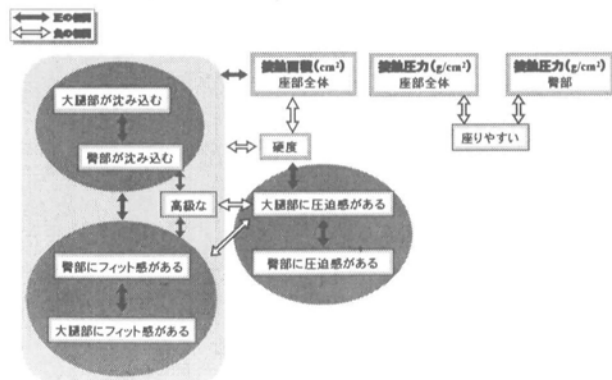 正の相関
負の相関
接触面積(cm²)
座部全体
接触圧力(g/cm²)
座部全体
接触圧力(g/cm²)
臀部
大腿部が沈み込む
臀部が沈み込む
硬度
座りやすい
高級な
大腿部に圧迫感がある
臀部にフィット感がある
臀部に圧迫感がある
大腿部にフィット感がある